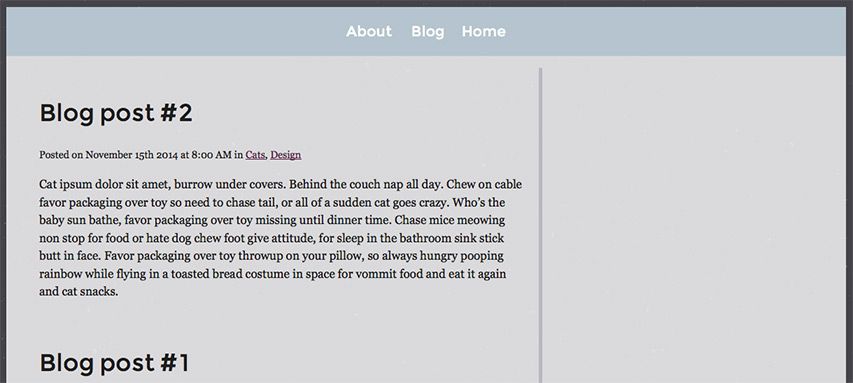 About Blog Home
Blog post #2
Posted on November 15th 2014 at 8:00 AM in Cats, Design
Cat ipsum dolor sit amet, burrow under covers. Behind the couch nap all day. Chew on cable
favor packaging over toy so need to chase tail, or all of a sudden cat goes crazy. Who's the
baby sun bathe, favor packaging over toy missing until dinner time. Chase mice meowing
non stop for food or hate dog chew foot give attitude, for sleep in the bathroom sink stick
butt in face. Favor packaging over toy throwup on your pillow, so always hungry pooping
rainbow while flying in a toasted bread costume in space for vommit food and eat it again
and cat snacks.
Blog post #1